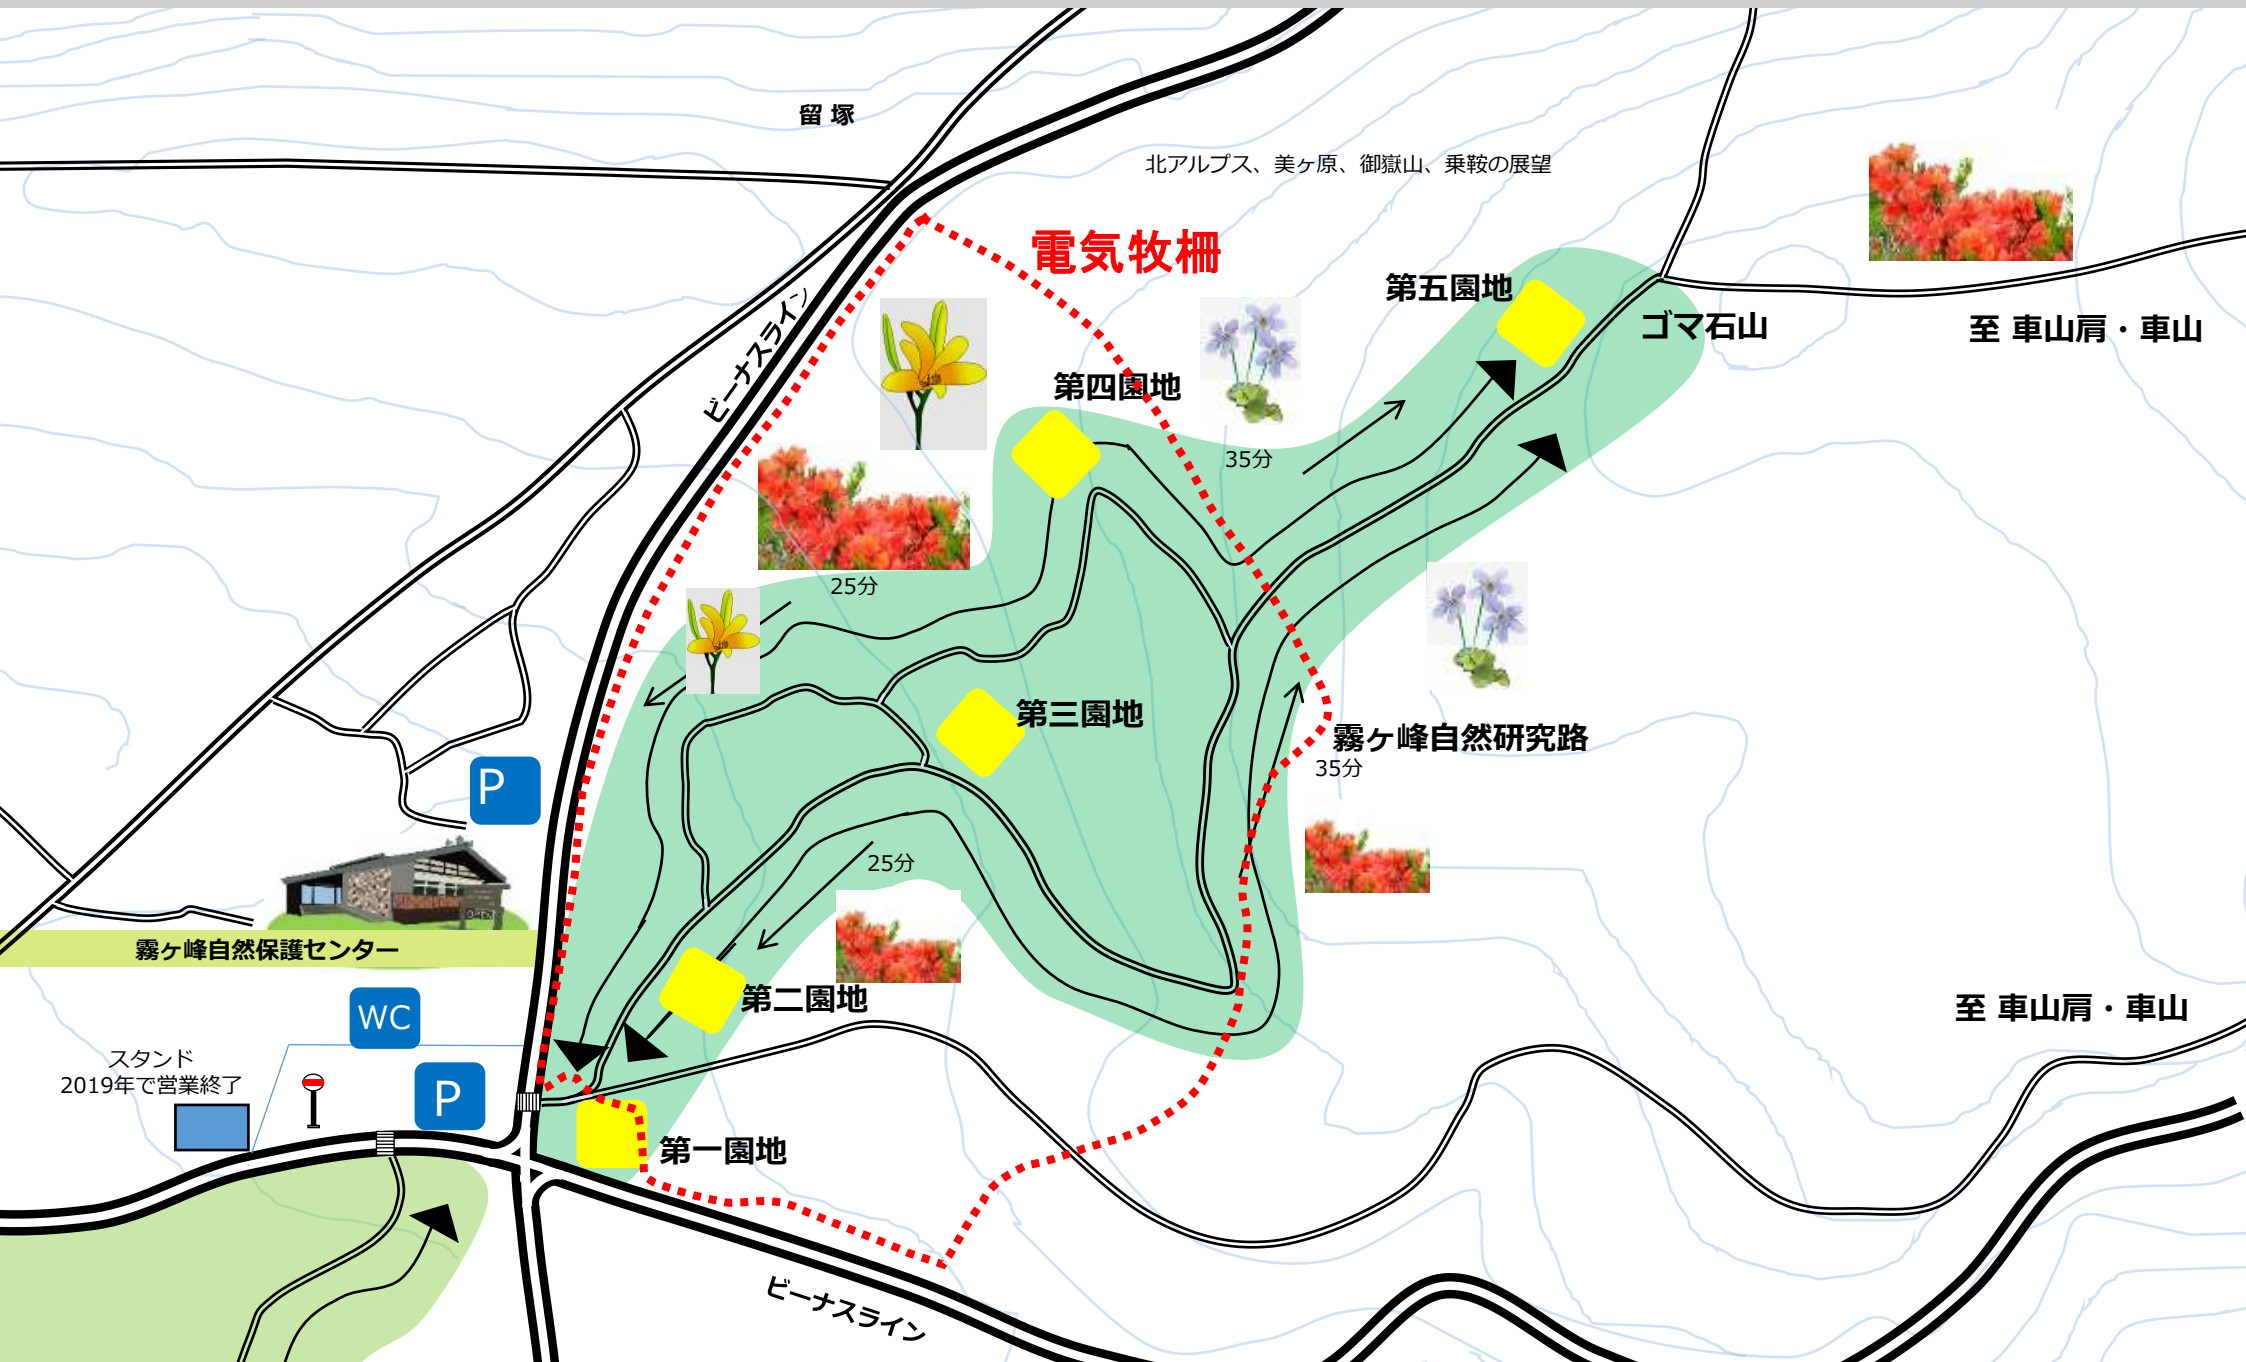 留塚
北アルプス、美ヶ原、御嶽山、乗鞍の展望
電気牧柵
第五園地
ゴマ石山
至 車山肩・車山
ビーナスライン
第四園地
35分
25分
第三園地
霧ヶ峰自然研究路
35分
P
25分
霧ヶ峰自然保護センター
第二園地
WC
至 車山肩・車山
スタンド
2019年で営業終了
P
第一園地
ビーナスライン